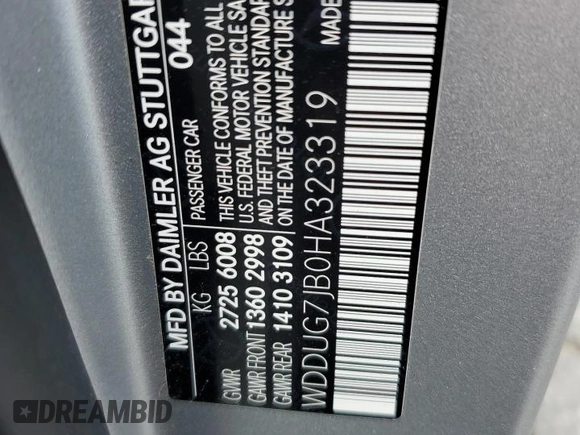 MFD BY DAIMLER AG STUTTGAR
044
KG LBS PASSENGER CAR
GVWR 2725 6008
GAWR FRONT 1360 2998
GAWR REAR 1410 3109
THIS VEHICLE CONFORMS TO ALL
U.S. FEDERAL MOTOR VEHICLE SA
AND THEFT PREVENTION STANDAR
ON THE DATE OF MANUFACTURE S
WDDUG7JB0HA323319
MADE
DREAMBID